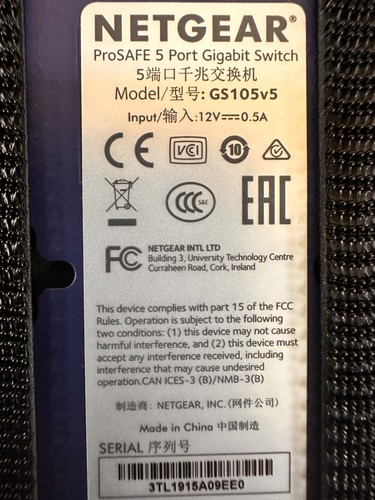 NETGEAR®
ProSAFE 5 Port Gigabit Switch
5端口千兆交换机
Model/型号: GS105v5
Input/输入:12V⎓0.5A
CE VCI 10
CCC S&E EAC
FC NETGEAR INTL LTD
Building 3, University Technology Centre
Curraheen Road, Cork, Ireland
This device complies with part 15 of the FCC
Rules. Operation is subject to the following
two conditions: (1) this device may not cause
harmful interference, and (2) this device must
accept any interference received, including
interference that may cause undesired
operation.CAN ICES-3 (B)/NMB-3(B)
制造商: NETGEAR, INC.(网件公司)
Made in China 中国制造
SERIAL 序列号
3TL1915A09EE0